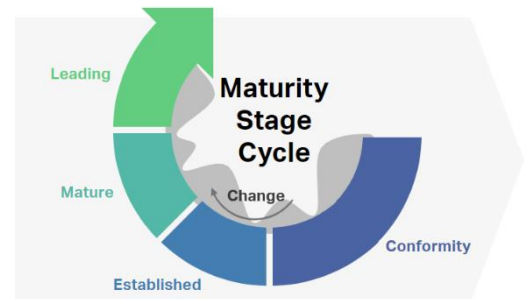 Leading
Maturity
Stage
Cycle
Mature
Change
Conformity
Established